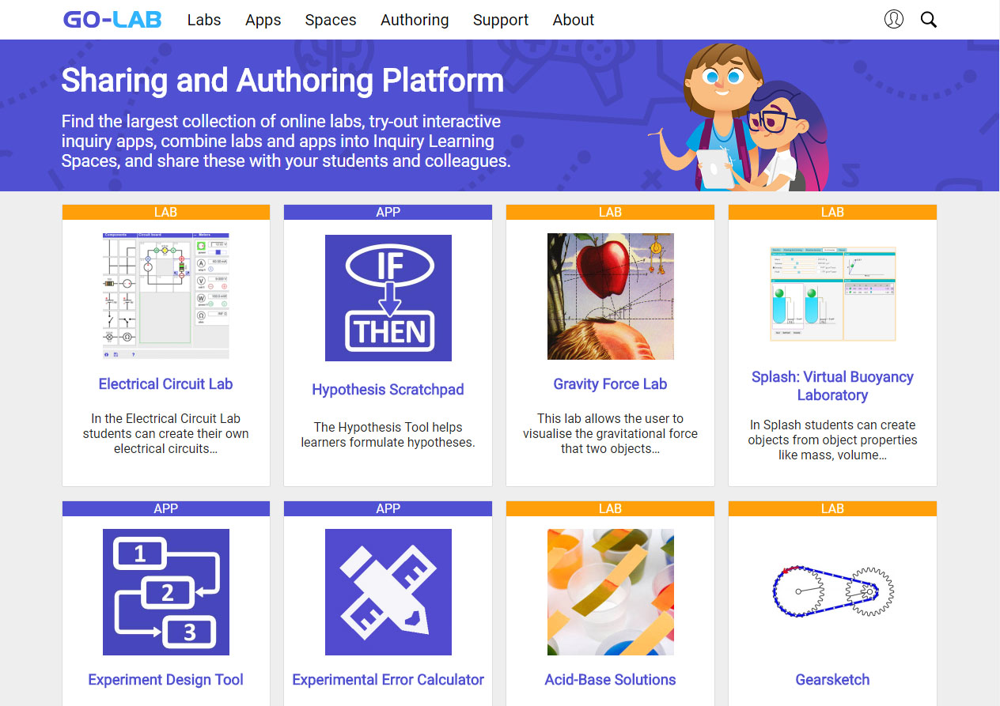 GO-LAB Labs Apps Spaces Authoring Support About
Sharing and Authoring Platform
Find the largest collection of online labs, try-out interactive
inquiry apps, combine labs and apps into Inquiry Learning
Spaces, and share these with your students and colleagues.
LAB
Components Circuit board Meters
Electrical Circuit Lab
In the Electrical Circuit Lab
students can create their own
electrical circuits...
APP
IF
THEN
Hypothesis Scratchpad
The Hypothesis Tool helps
learners formulate hypotheses.
LAB
Gravity Force Lab
This lab allows the user to
visualise the gravitational force
that two objects...
LAB
Splash: Virtual Buoyancy
Laboratory
In Splash students can create
objects from object properties
like mass, volume...
APP
1
2
3
Experiment Design Tool
APP
E
E
Experimental Error Calculator
LAB
Acid-Base Solutions
LAB
Gearsketch